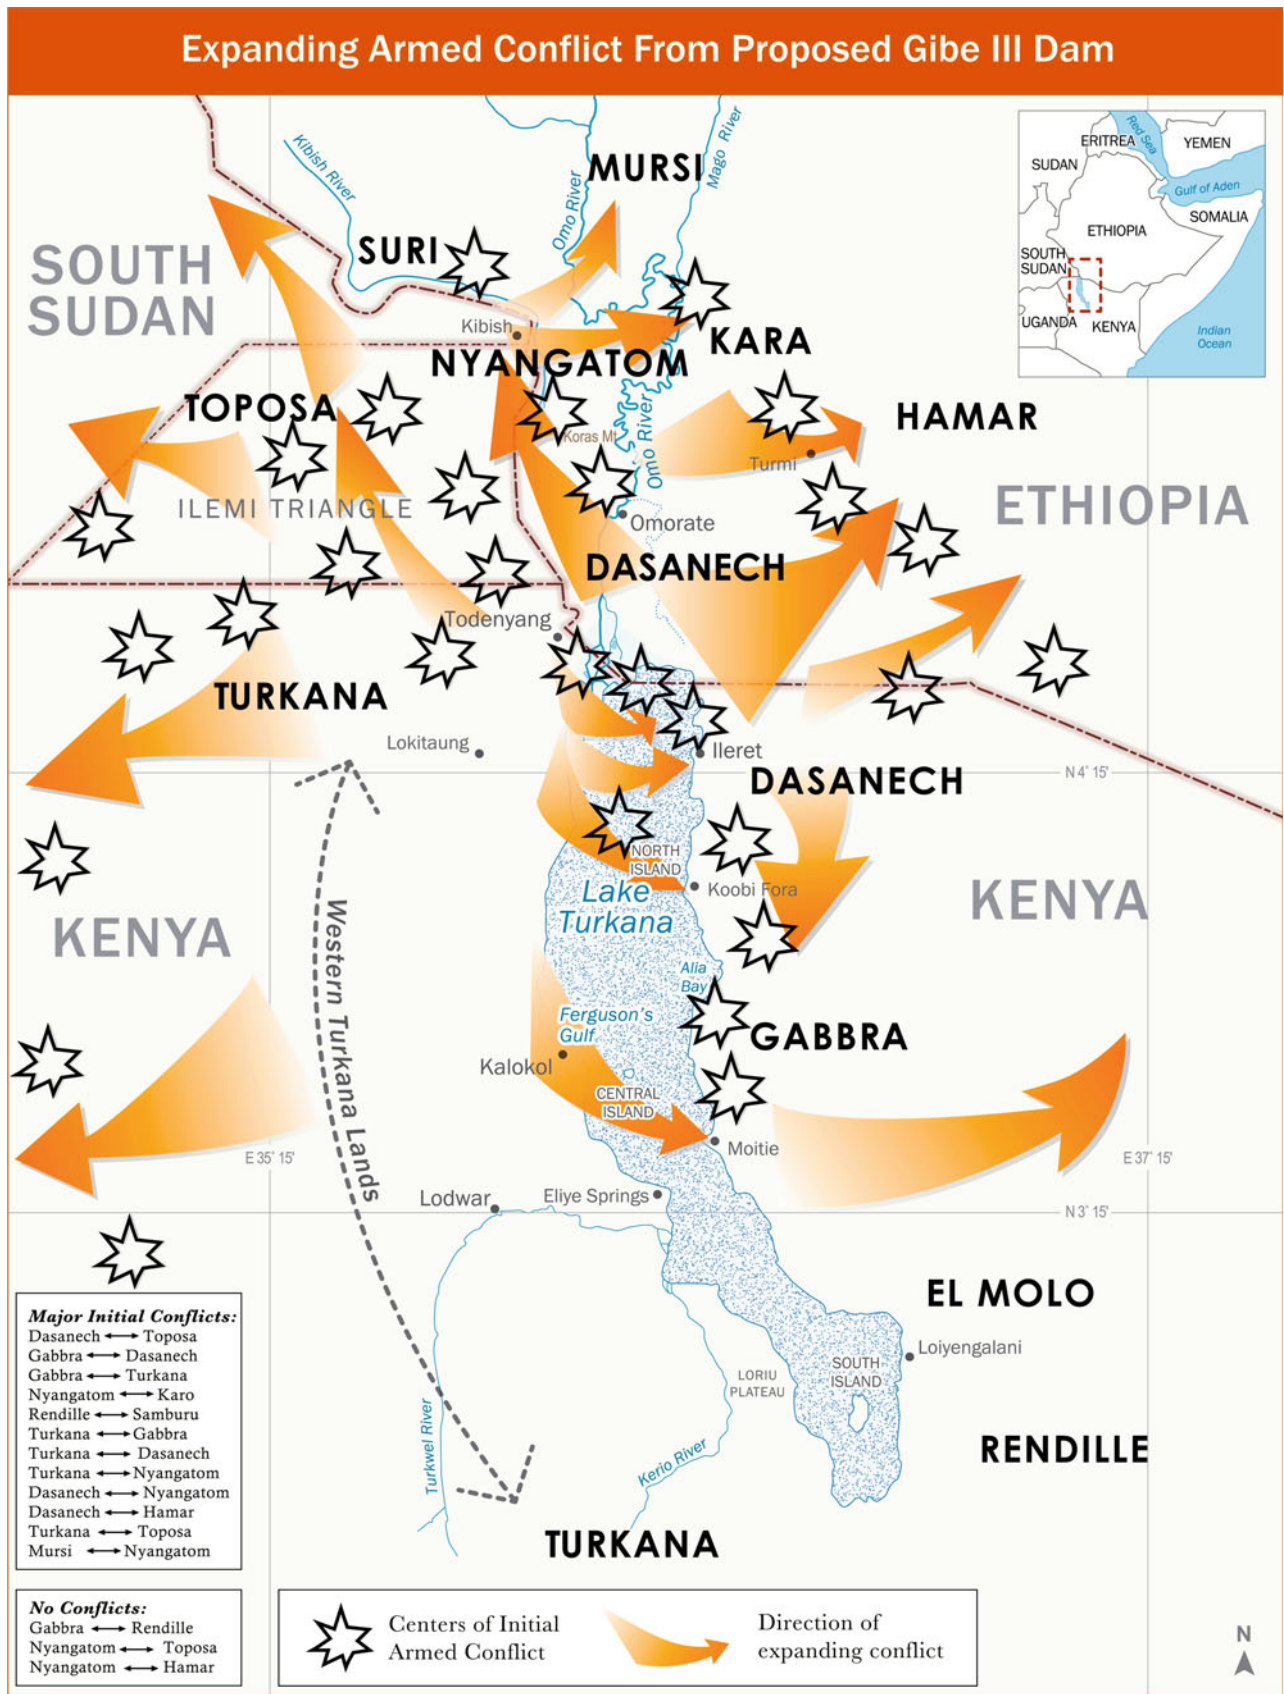 Expanding Armed Conflict From Proposed Gibe III Dam
Kibish River
Omo River
Mago River
MURSI
SURI
SOUTH
SUDAN
Kibish
NYANGATOM
KARA
TOPOSA
HAMAR
Koras Mt
Omo River
Turmi
ILEMI TRIANGLE
ETHIOPIA
Omorate
DASANECH
Todenyang
TURKANA
Lokitaung
Ileret
N 4° 15'
DASANECH
NORTH
ISLAND
Koobi Fora
Lake
Turkana
KENYA
KENYA
Western Turkana Lands
Alia
Bay
Ferguson's
Gulf
GABBRA
Kalokol
CENTRAL
ISLAND
Moitie
E 35° 15'
E 37° 15'
Lodwar
Eliye Springs
N 3° 15'
EL MOLO
Loiyengalani
SOUTH
ISLAND
LORIU
PLATEAU
Turkwel River
Kerio River
RENDILLE
TURKANA
ERITREA
Red Sea
YEMEN
SUDAN
Gulf of Aden
SOMALIA
ETHIOPIA
SOUTH
SUDAN
UGANDA
KENYA
Indian
Ocean
Major Initial Conflicts:
Dasanech ⟷ Toposa
Gabbra ⟷ Dasanech
Gabbra ⟷ Turkana
Nyangatom ⟷ Karo
Rendille ⟷ Samburu
Turkana ⟷ Gabbra
Turkana ⟷ Dasanech
Turkana ⟷ Nyangatom
Dasanech ⟷ Nyangatom
Dasanech ⟷ Hamar
Turkana ⟷ Toposa
Mursi ⟷ Nyangatom
No Conflicts:
Gabbra ⟷ Rendille
Nyangatom ⟷ Toposa
Nyangatom ⟷ Hamar
Centers of Initial
Armed Conflict
Direction of
expanding conflict
N